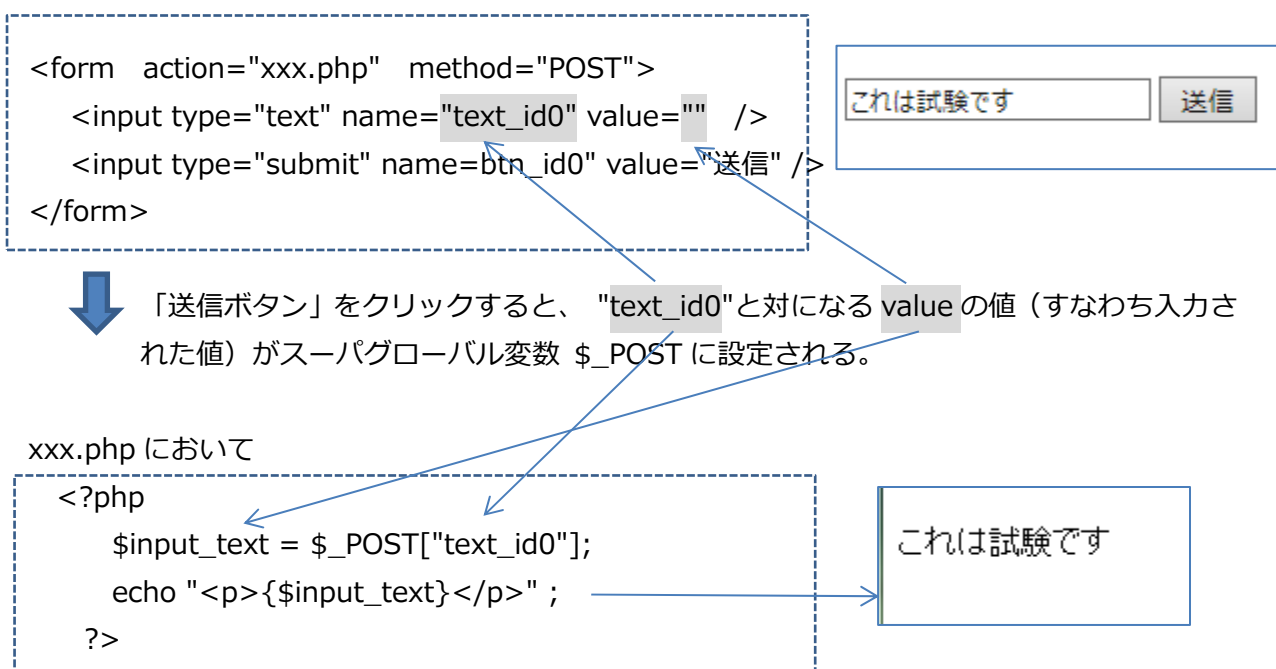 <form action="xxx.php" method="POST">
<input type="text" name="text_id0" value="" />
<input type="submit" name=btn_id0" value="送信" />
</form>
これは試験です 送信
「送信ボタン」をクリックすると、 "text_id0"と対になる value の値（すなわち入力さ
れた値）がスーパグローバル変数 $_POST に設定される。
xxx.php において
<?php
$input_text = $_POST["text_id0"];
echo "<p>{$input_text}</p>" ;
?>
これは試験です